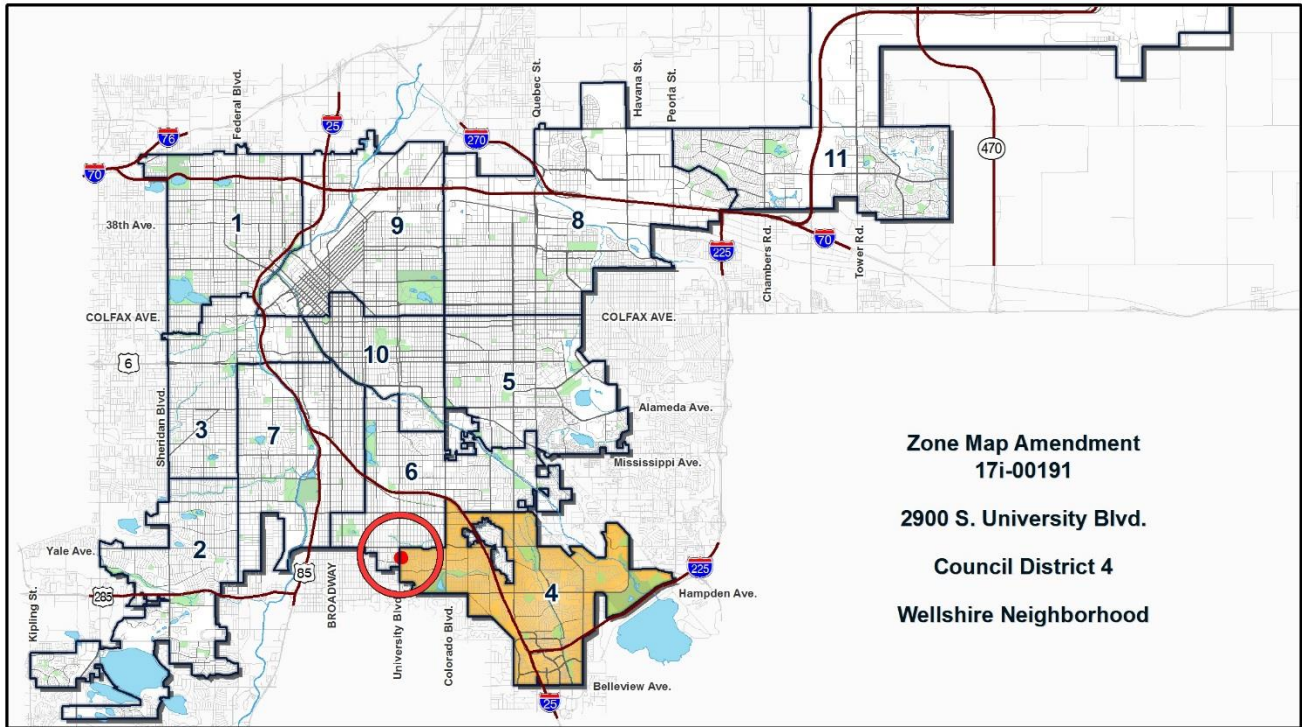 Federal Blvd.
Quebec St.
Havana St.
Peoria St.
25
76
270
470
70
11
38th Ave.
1
9
8
225
Chambers Rd.
70
Tower Rd.
COLFAX AVE.
COLFAX AVE.
6
10
5
Sheridan Blvd.
3
7
Alameda Ave.
Mississippi Ave.
6
Zone Map Amendment
17i-00191
2900 S. University Blvd.
Council District 4
Wellshire Neighborhood
Yale Ave.
2
85
285
Kipling St.
BROADWAY
University Blvd.
Colorado Blvd.
4
225
Hampden Ave.
Belleview Ave.
25